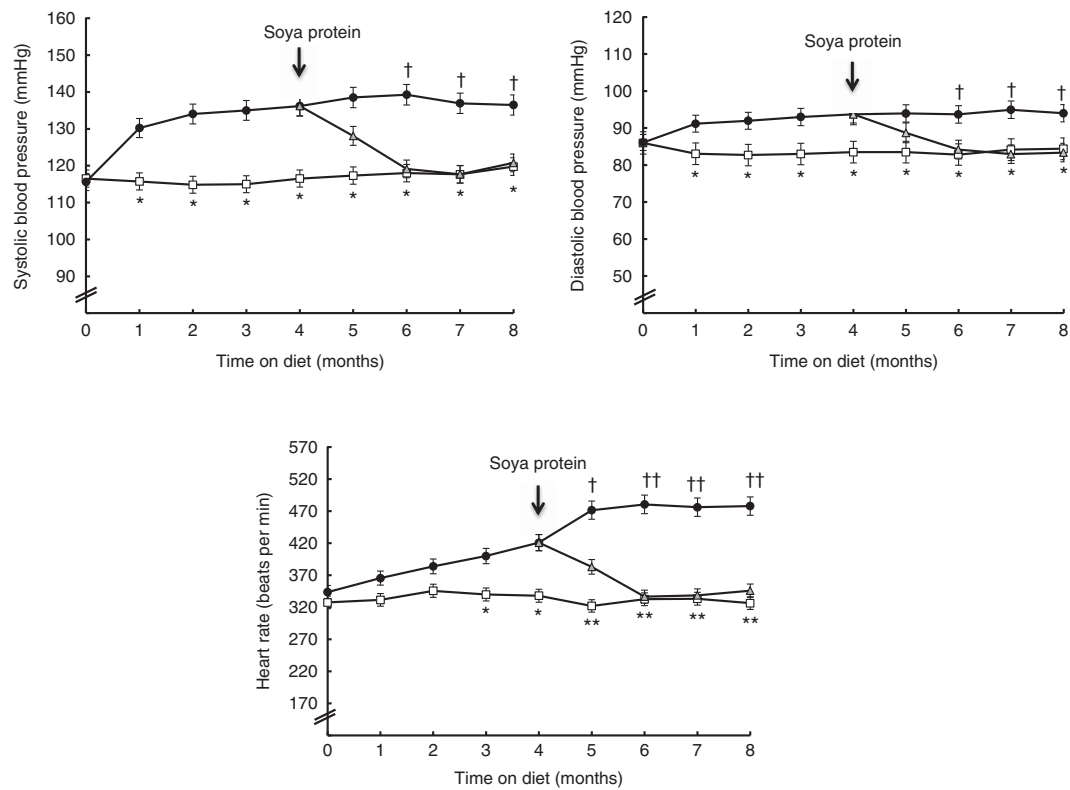 Systolic blood pressure (mmHg)
160
150
140
130
120
110
100
90
Soya protein
† † †
* * * * * * * *
0 1 2 3 4 5 6 7 8
Time on diet (months)
Diastolic blood pressure (mmHg)
120
110
100
90
80
70
60
50
Soya protein
† † †
* * * * * * * *
0 1 2 3 4 5 6 7 8
Time on diet (months)
Heart rate (beats per min)
570
520
470
420
370
320
270
220
170
Soya protein
† †† †† ††
* * ** ** ** **
0 1 2 3 4 5 6 7 8
Time on diet (months)